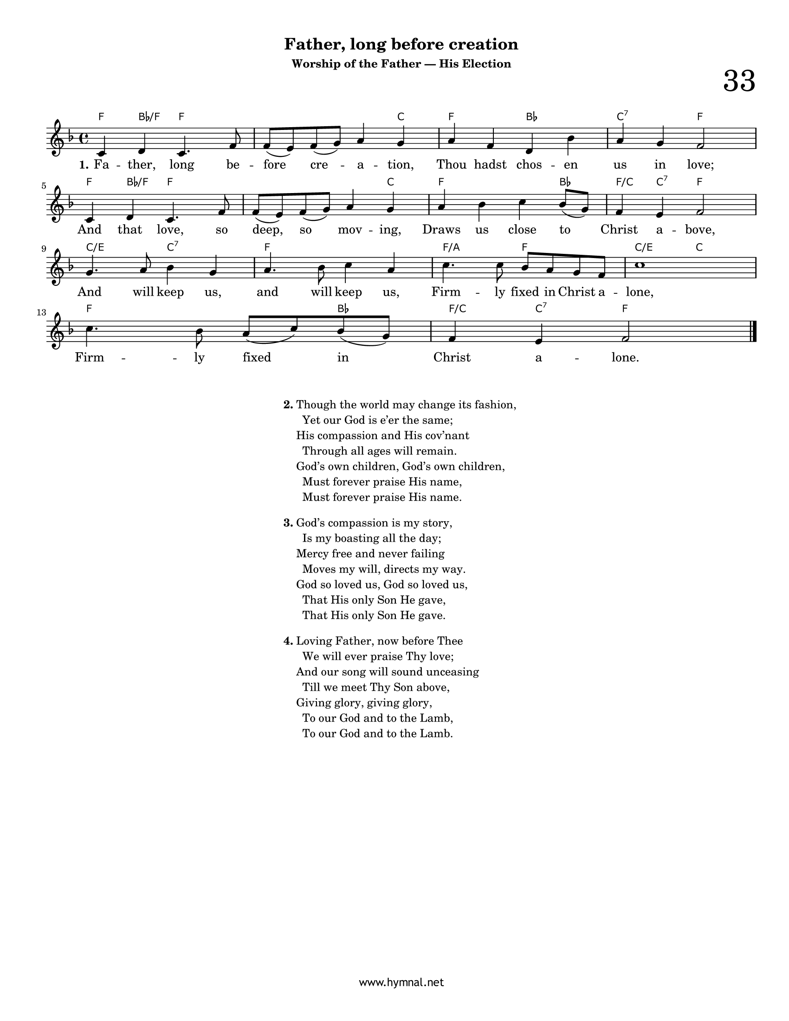 Father, long before creation
Worship of the Father — His Election
33
F B♭/F F C F B♭ C7 F
1. Fa - ther, long be - fore cre - a - tion, Thou hadst chos - en us in love;
5
F B♭/F F C F B♭ F/C C7 F
And that love, so deep, so mov - ing, Draws us close to Christ a - bove,
9
C/E C7 F F/A F C/E C
And will keep us, and will keep us, Firm - ly fixed in Christ a - lone,
13
F B♭ F/C C7 F
Firm - - ly fixed in Christ a - lone.
2. Though the world may change its fashion,
Yet our God is e'er the same;
His compassion and His cov'nant
Through all ages will remain.
God's own children, God's own children,
Must forever praise His name,
Must forever praise His name.
3. God's compassion is my story,
Is my boasting all the day;
Mercy free and never failing
Moves my will, directs my way.
God so loved us, God so loved us,
That His only Son He gave,
That His only Son He gave.
4. Loving Father, now before Thee
We will ever praise Thy love;
And our song will sound unceasing
Till we meet Thy Son above,
Giving glory, giving glory,
To our God and to the Lamb,
To our God and to the Lamb.
www.hymnal.net